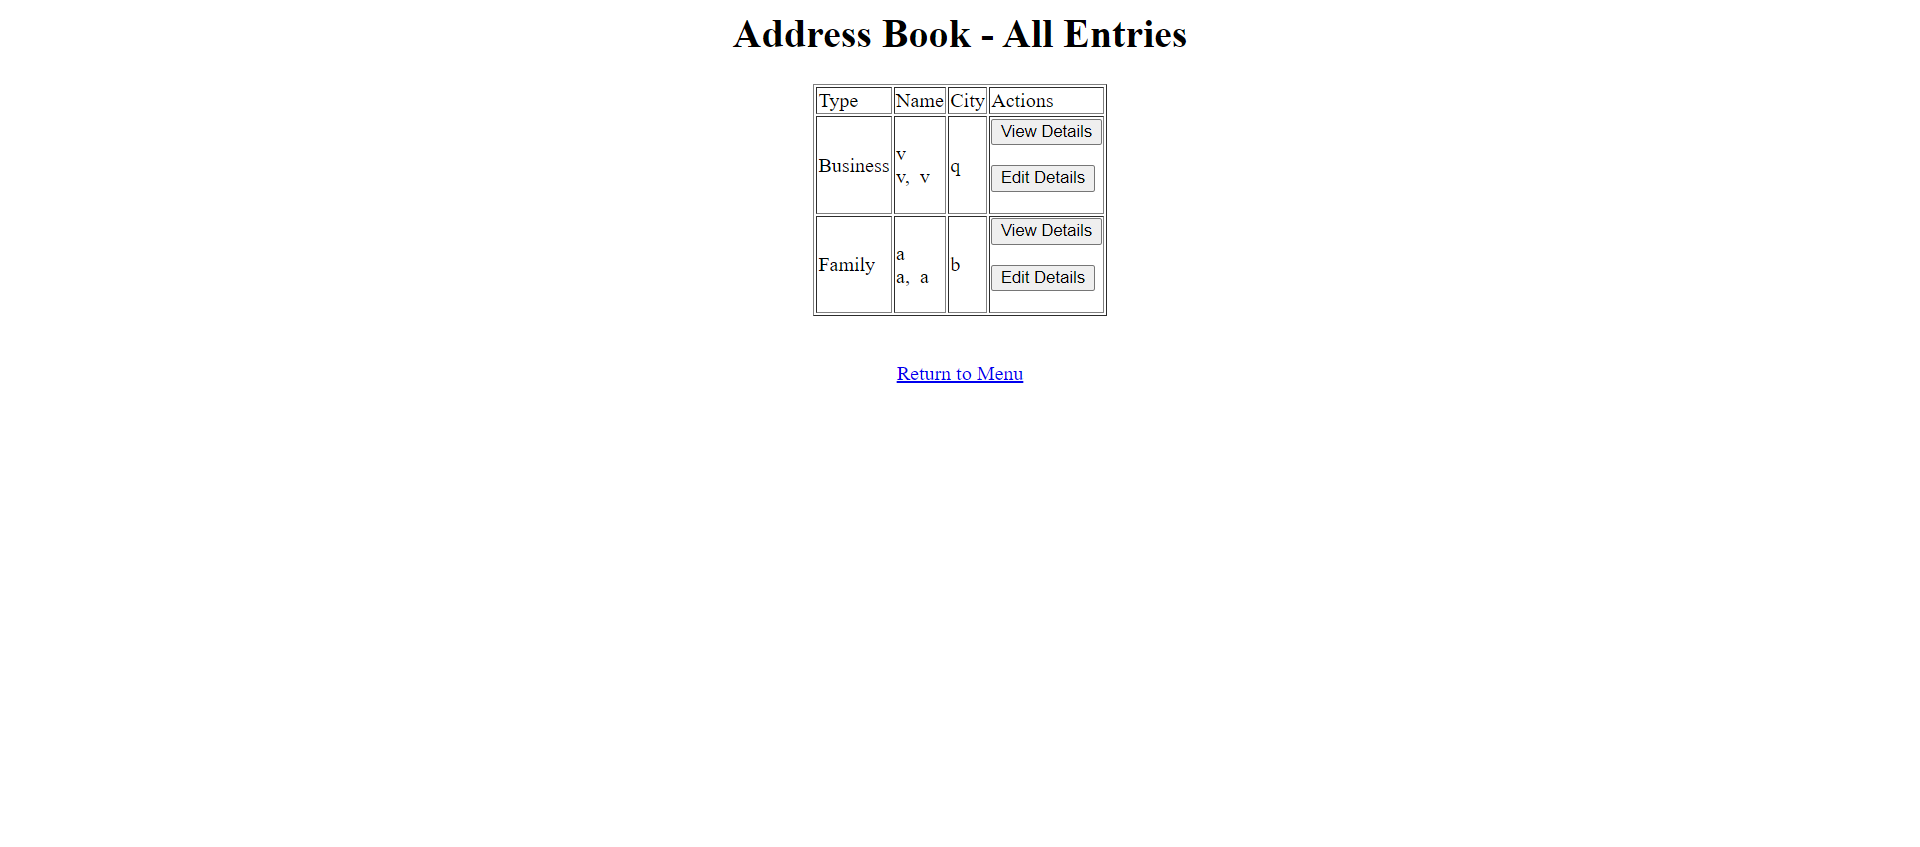 Address Book - All Entries
Type Name City Actions
Business v
v, v q View Details
Edit Details
Family a
a, a b View Details
Edit Details
Return to Menu